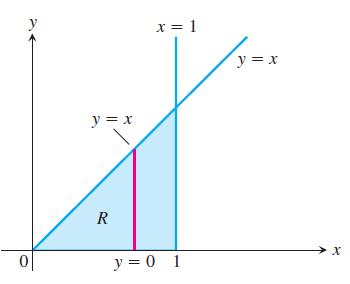 y
x = 1
y = x
y = x
R
x
0
y = 0
1